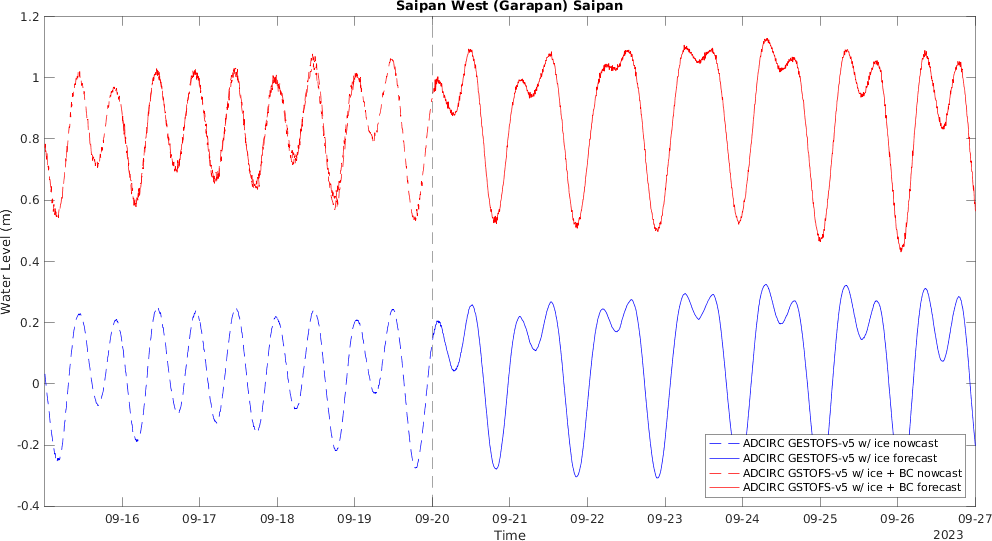 Saipan West (Garapan) Saipan
1.2
1
0.8
0.6
0.4
0.2
0
-0.2
-0.4
Water Level (m)
ADCIRC GESTOFS-v5 w/ ice nowcast
ADCIRC GESTOFS-v5 w/ ice forecast
ADCIRC GSTOFS-v5 w/ ice + BC nowcast
ADCIRC GSTOFS-v5 w/ ice + BC forecast
09-16 09-17 09-18 09-19 09-20 09-21 09-22 09-23 09-24 09-25 09-26 09-27
Time
2023